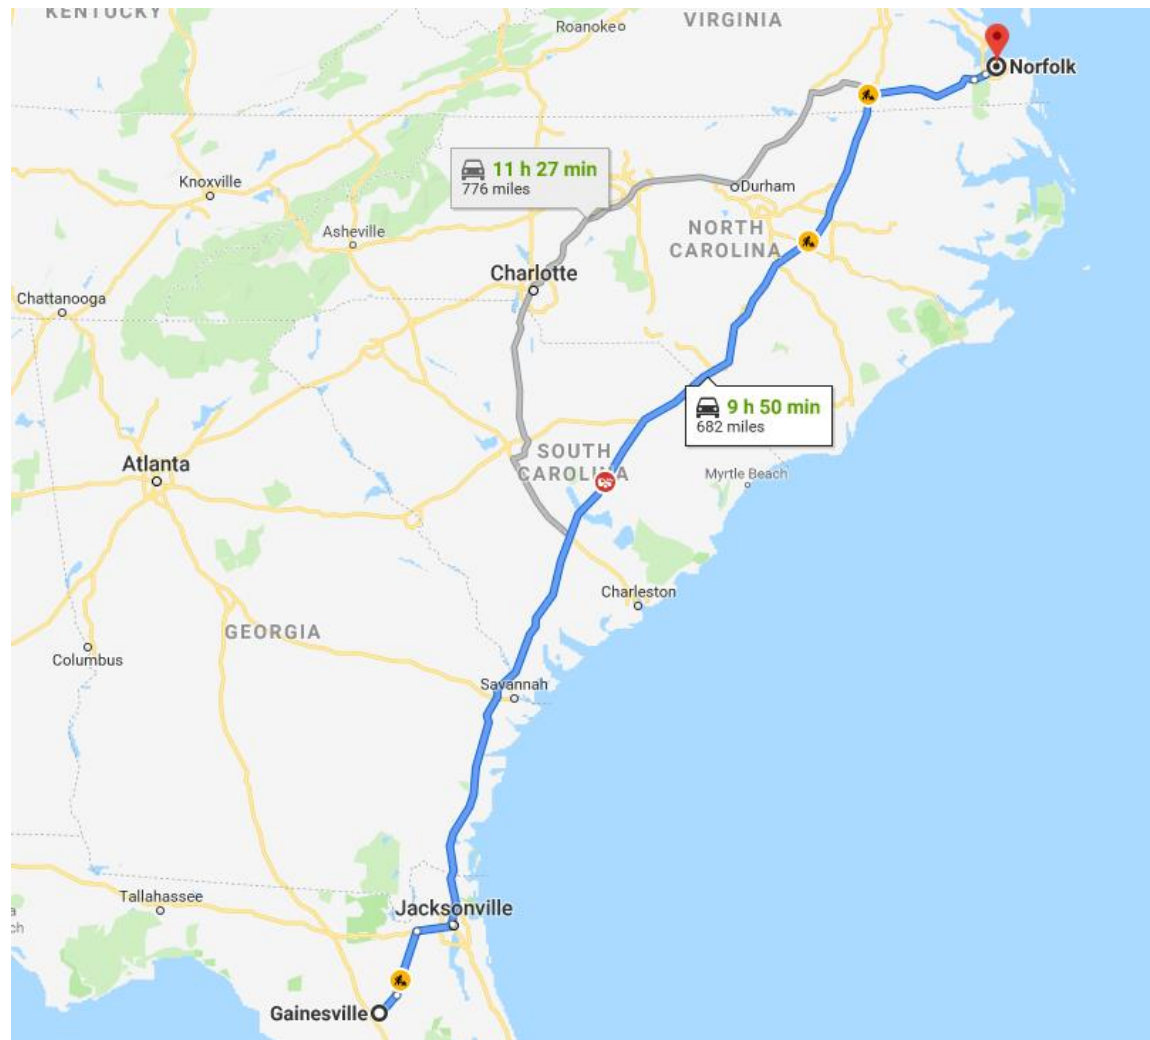 KENTUCKY
VIRGINIA
Roanoke
Norfolk
11 h 27 min
776 miles
Knoxville
Durham
Asheville
NORTH
CAROLINA
Charlotte
Chattanooga
9 h 50 min
682 miles
SOUTH
CAROLINA
Atlanta
Myrtle Beach
Charleston
GEORGIA
Columbus
Savannah
Tallahassee
Jacksonville
a
ch
Gainesville